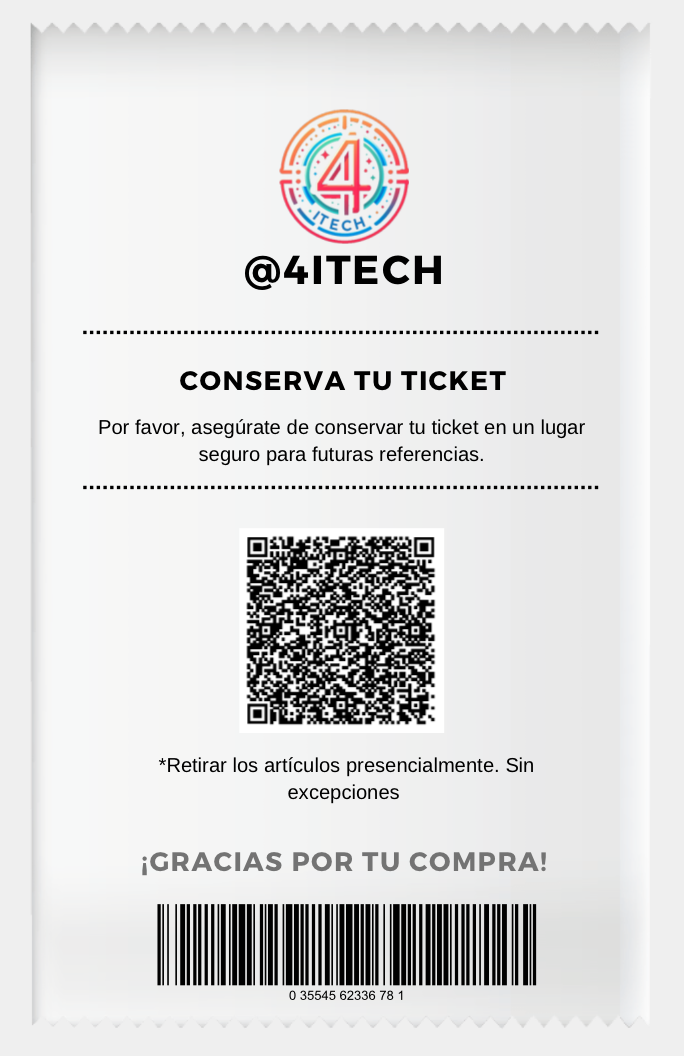 4
ITECH
@4ITECH
CONSERVA TU TICKET
Por favor, asegúrate de conservar tu ticket en un lugar
seguro para futuras referencias.
*Retirar los artículos presencialmente. Sin
excepciones
¡GRACIAS POR TU COMPRA!
0 35545 62336 78 1